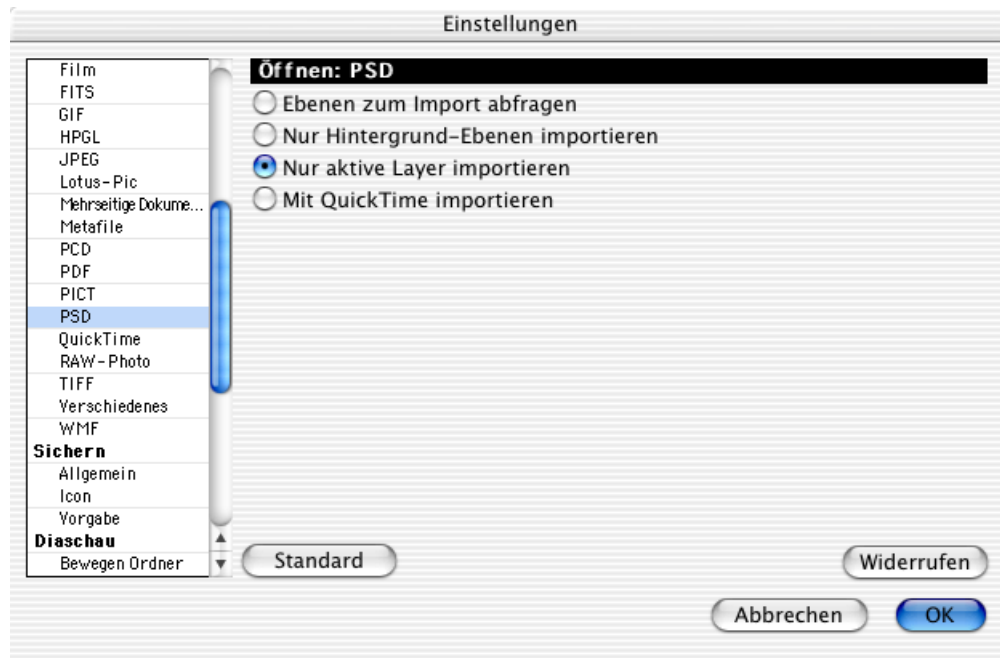 Einstellungen
Film
FITS
GIF
HPGL
JPEG
Lotus-Pic
Mehrseitige Dokume...
Metafile
PCD
PDF
PICT
PSD
QuickTime
RAW-Photo
TIFF
Verschiedenes
WMF
Sichern
Allgemein
Icon
Vorgabe
Diaschau
Bewegen Ordner
Öffnen: PSD
Ebenen zum Import abfragen
Nur Hintergrund-Ebenen importieren
Nur aktive Layer importieren
Mit QuickTime importieren
Standard
Widerrufen
Abbrechen
OK